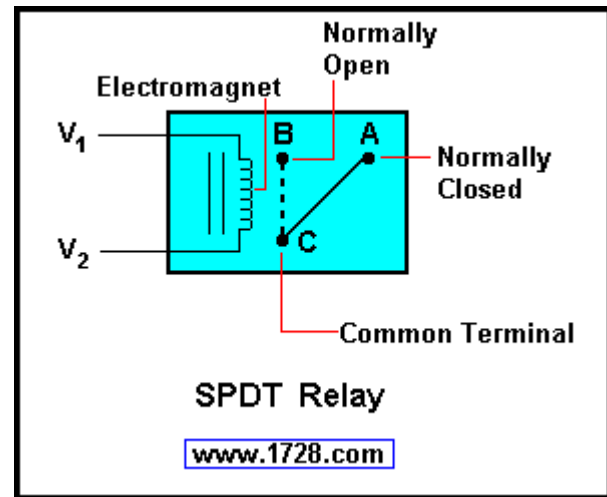 Normally
Open
Electromagnet
V1
B
A
Normally
Closed
C
V2
Common Terminal
SPDT Relay
www.1728.com